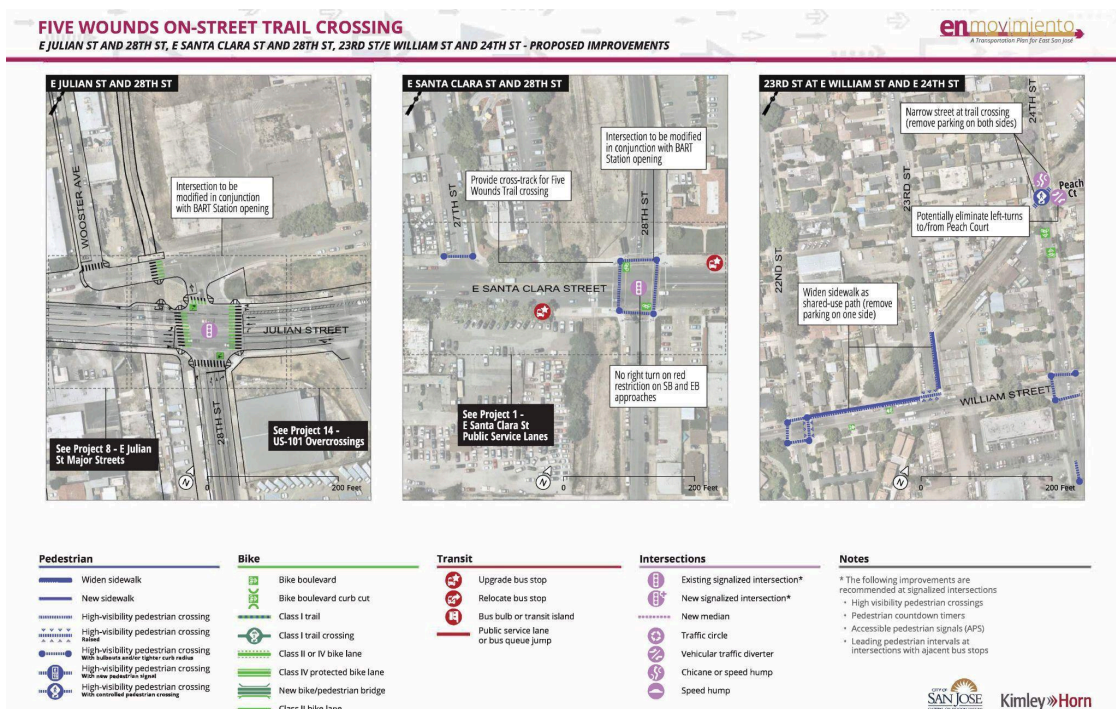 FIVE WOUNDS ON-STREET TRAIL CROSSING
E JULIAN ST AND 28TH ST, E SANTA CLARA ST AND 28TH ST, 23RD ST/E WILLIAM ST AND 24TH ST - PROPOSED IMPROVEMENTS
enmovimiento
A Transportation Plan for East San José
E JULIAN ST AND 28TH ST
WOOSTER AVE
Intersection to be
modified in conjunction
with BART Station opening
JULIAN STREET
28TH ST
See Project 8 - E Julian
St Major Streets
See Project 14 -
US-101 Overcrossings
N
0
200 Feet
E SANTA CLARA ST AND 28TH ST
Intersection to be modified
in conjunction with BART
Station opening
Provide cross-track for Five
Wounds Trail crossing
27TH ST
28TH ST
E SANTA CLARA STREET
No right turn on red
restriction on SB and EB
approaches
See Project 1 -
E Santa Clara St
Public Service Lanes
N
0
200 Feet
23RD ST AT E WILLIAM ST AND E 24TH ST
Narrow street at trail crossing
(remove parking on both sides)
24TH ST
23RD ST
Peach
Ct
Potentially eliminate left-turns
to/from Peach Court
22ND ST
Widen sidewalk as
shared-use path (remove
parking on one side)
WILLIAM STREET
N
0
200 Feet
Pedestrian
Widen sidewalk
New sidewalk
High-visibility pedestrian crossing
High-visibility pedestrian crossing
Raised
High-visibility pedestrian crossing
With bulbouts and/or tighter curb radius
High-visibility pedestrian crossing
With new pedestrian signal
High-visibility pedestrian crossing
With controlled pedestrian crossing
Bike
Bike boulevard
Bike boulevard curb cut
Class I trail
Class I trail crossing
Class II or IV bike lane
Class IV protected bike lane
New bike/pedestrian bridge
Class II bike lane
Transit
Upgrade bus stop
Relocate bus stop
Bus bulb or transit island
Public service lane
or bus queue jump
Intersections
Existing signalized intersection*
New signalized intersection*
New median
Traffic circle
Vehicular traffic diverter
Chicane or speed hump
Speed hump
Notes
* The following improvements are
recommended at signalized intersections
• High visibility pedestrian crossings
• Pedestrian countdown timers
• Accessible pedestrian signals (APS)
• Leading pedestrian intervals at
intersections with ajacent bus stops
CITY OF
SAN JOSE
Kimley»Horn